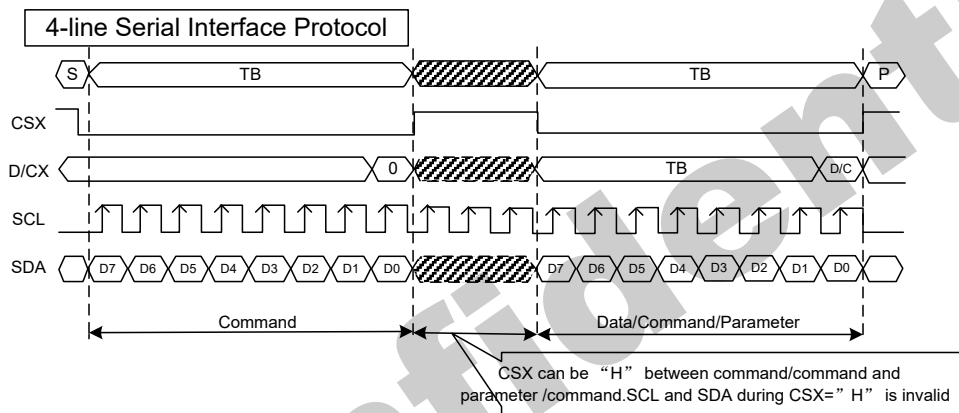 4-line Serial Interface Protocol
S TB TB P
CSX
D/CX 0 TB D/C
SCL
SDA D7 D6 D5 D4 D3 D2 D1 D0 D7 D6 D5 D4 D3 D2 D1 D0
Command Data/Command/Parameter
CSX can be “H” between command/command and
parameter /command.SCL and SDA during CSX=”H” is invalid
fident